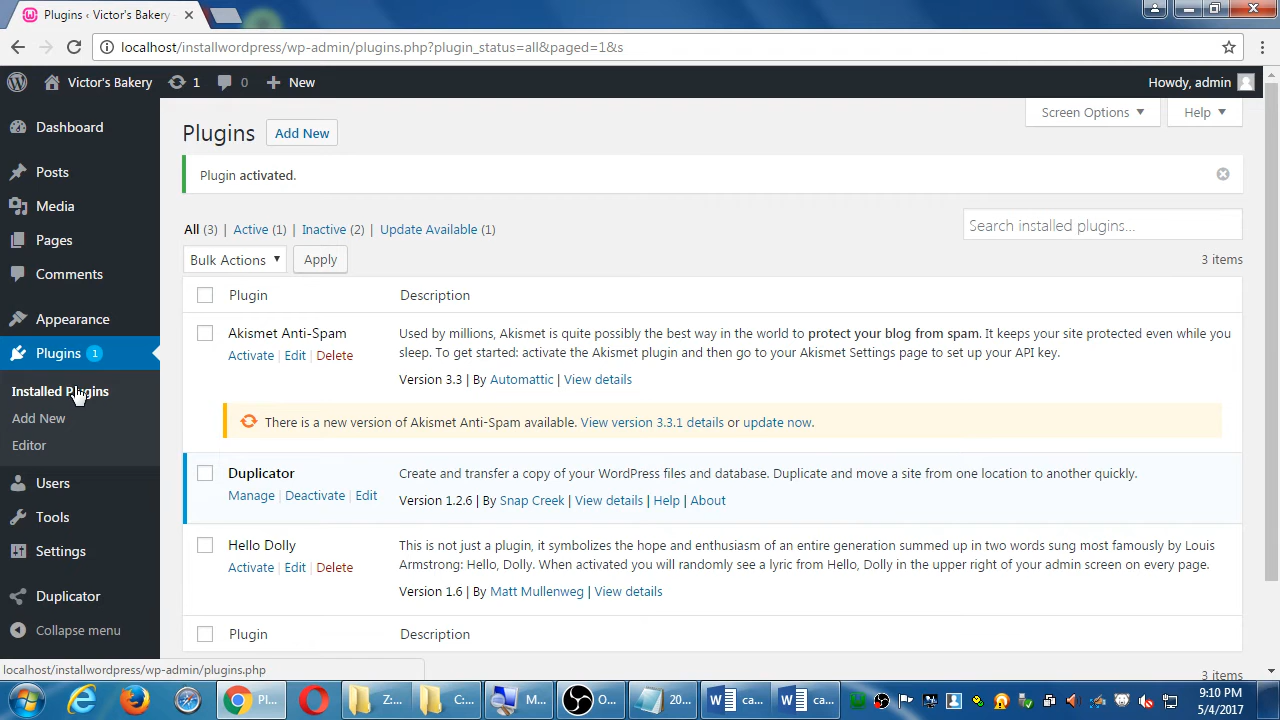 Plugins ‹ Victor's Bakery
localhost/installwordpress/wp-admin/plugins.php?plugin_status=all&paged=1&s
Victor's Bakery 1 0 New Howdy, admin
Screen Options Help
Dashboard
Posts
Media
Pages
Comments
Appearance
Plugins 1
Installed Plugins
Add New
Editor
Users
Tools
Settings
Duplicator
Collapse menu
Plugins Add New
Plugin activated.
All (3) | Active (1) | Inactive (2) | Update Available (1)
Search installed plugins...
Bulk Actions Apply
3 items
Plugin Description
Akismet Anti-Spam
Activate | Edit | Delete
Used by millions, Akismet is quite possibly the best way in the world to protect your blog from spam. It keeps your site protected even while you
sleep. To get started: activate the Akismet plugin and then go to your Akismet Settings page to set up your API key.
Version 3.3 | By Automattic | View details
There is a new version of Akismet Anti-Spam available. View version 3.3.1 details or update now.
Duplicator
Manage | Deactivate | Edit
Create and transfer a copy of your WordPress files and database. Duplicate and move a site from one location to another quickly.
Version 1.2.6 | By Snap Creek | View details | Help | About
Hello Dolly
Activate | Edit | Delete
This is not just a plugin, it symbolizes the hope and enthusiasm of an entire generation summed up in two words sung most famously by Louis
Armstrong: Hello, Dolly. When activated you will randomly see a lyric from Hello, Dolly in the upper right of your admin screen on every page.
Version 1.6 | By Matt Mullenweg | View details
Plugin Description
3 items
localhost/installwordpress/wp-admin/plugins.php
Pl... Z:... C:... M... O... 20... ca... ca...
9:10 PM
5/4/2017